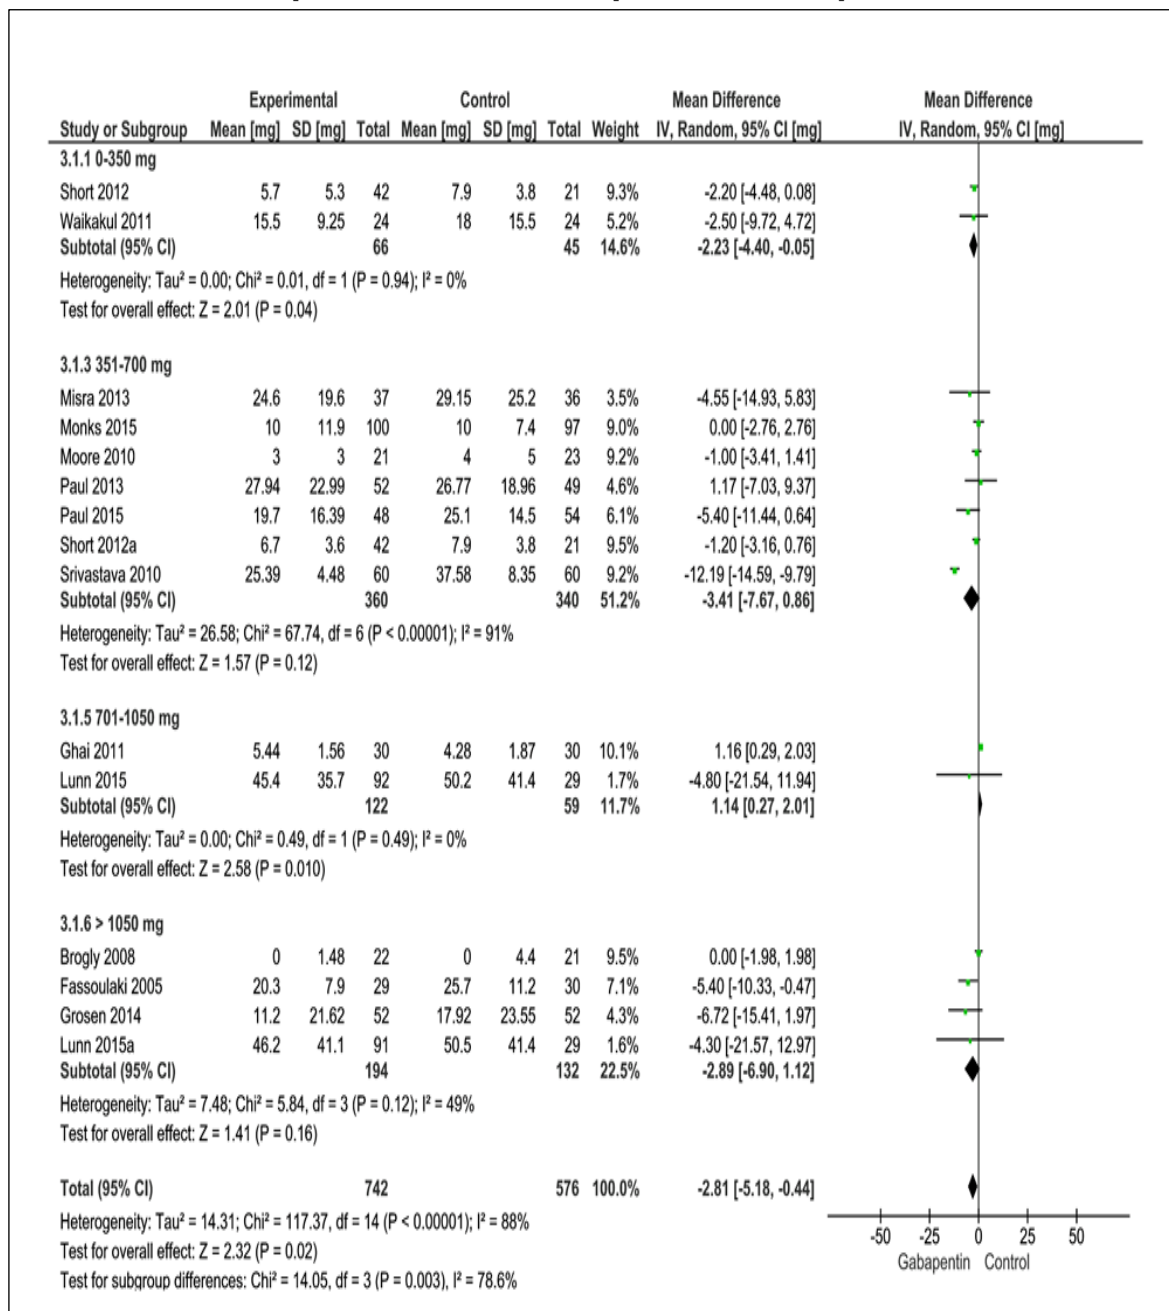 Experimental Control Mean Difference Mean Difference
Study or Subgroup Mean [mg] SD [mg] Total Mean [mg] SD [mg] Total Weight IV, Random, 95% CI [mg] IV, Random, 95% CI [mg]
3.1.1 0-350 mg
Short 2012 5.7 5.3 42 7.9 3.8 21 9.3% -2.20 [-4.48, 0.08]
Waikakul 2011 15.5 9.25 24 18 15.5 24 5.2% -2.50 [-9.72, 4.72]
Subtotal (95% CI) 66 45 14.6% -2.23 [-4.40, -0.05]
Heterogeneity: Tau² = 0.00; Chi² = 0.01, df = 1 (P = 0.94); I² = 0%
Test for overall effect: Z = 2.01 (P = 0.04)
3.1.3 351-700 mg
Misra 2013 24.6 19.6 37 29.15 25.2 36 3.5% -4.55 [-14.93, 5.83]
Monks 2015 10 11.9 100 10 7.4 97 9.0% 0.00 [-2.76, 2.76]
Moore 2010 3 3 21 4 5 23 9.2% -1.00 [-3.41, 1.41]
Paul 2013 27.94 22.99 52 26.77 18.96 49 4.6% 1.17 [-7.03, 9.37]
Paul 2015 19.7 16.39 48 25.1 14.5 54 6.1% -5.40 [-11.44, 0.64]
Short 2012a 6.7 3.6 42 7.9 3.8 21 9.5% -1.20 [-3.16, 0.76]
Srivastava 2010 25.39 4.48 60 37.58 8.35 60 9.2% -12.19 [-14.59, -9.79]
Subtotal (95% CI) 360 340 51.2% -3.41 [-7.67, 0.86]
Heterogeneity: Tau² = 26.58; Chi² = 67.74, df = 6 (P < 0.00001); I² = 91%
Test for overall effect: Z = 1.57 (P = 0.12)
3.1.5 701-1050 mg
Ghai 2011 5.44 1.56 30 4.28 1.87 30 10.1% 1.16 [0.29, 2.03]
Lunn 2015 45.4 35.7 92 50.2 41.4 29 1.7% -4.80 [-21.54, 11.94]
Subtotal (95% CI) 122 59 11.7% 1.14 [0.27, 2.01]
Heterogeneity: Tau² = 0.00; Chi² = 0.49, df = 1 (P = 0.49); I² = 0%
Test for overall effect: Z = 2.58 (P = 0.010)
3.1.6 > 1050 mg
Brogly 2008 0 1.48 22 0 4.4 21 9.5% 0.00 [-1.98, 1.98]
Fassoulaki 2005 20.3 7.9 29 25.7 11.2 30 7.1% -5.40 [-10.33, -0.47]
Grosen 2014 11.2 21.62 52 17.92 23.55 52 4.3% -6.72 [-15.41, 1.97]
Lunn 2015a 46.2 41.1 91 50.5 41.4 29 1.6% -4.30 [-21.57, 12.97]
Subtotal (95% CI) 194 132 22.5% -2.89 [-6.90, 1.12]
Heterogeneity: Tau² = 7.48; Chi² = 5.84, df = 3 (P = 0.12); I² = 49%
Test for overall effect: Z = 1.41 (P = 0.16)
Total (95% CI) 742 576 100.0% -2.81 [-5.18, -0.44]
Heterogeneity: Tau² = 14.31; Chi² = 117.37, df = 14 (P < 0.00001); I² = 88%
Test for overall effect: Z = 2.32 (P = 0.02)
Test for subgroup differences: Chi² = 14.05, df = 3 (P = 0.003), I² = 78.6%
-50 -25 0 25 50
Gabapentin Control